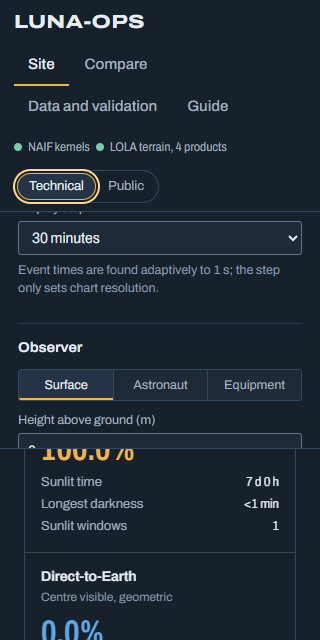 LUNA-OPS
Site Compare
Data and validation Guide
NAIF kernels LOLA terrain, 4 products
Technical Public
30 minutes
Event times are found adaptively to 1 s; the step
only sets chart resolution.
Observer
Surface Astronaut Equipment
Height above ground (m)
100.0%
Sunlit time 7 d 0 h
Longest darkness <1 min
Sunlit windows 1
Direct-to-Earth
Centre visible, geometric
0.0%